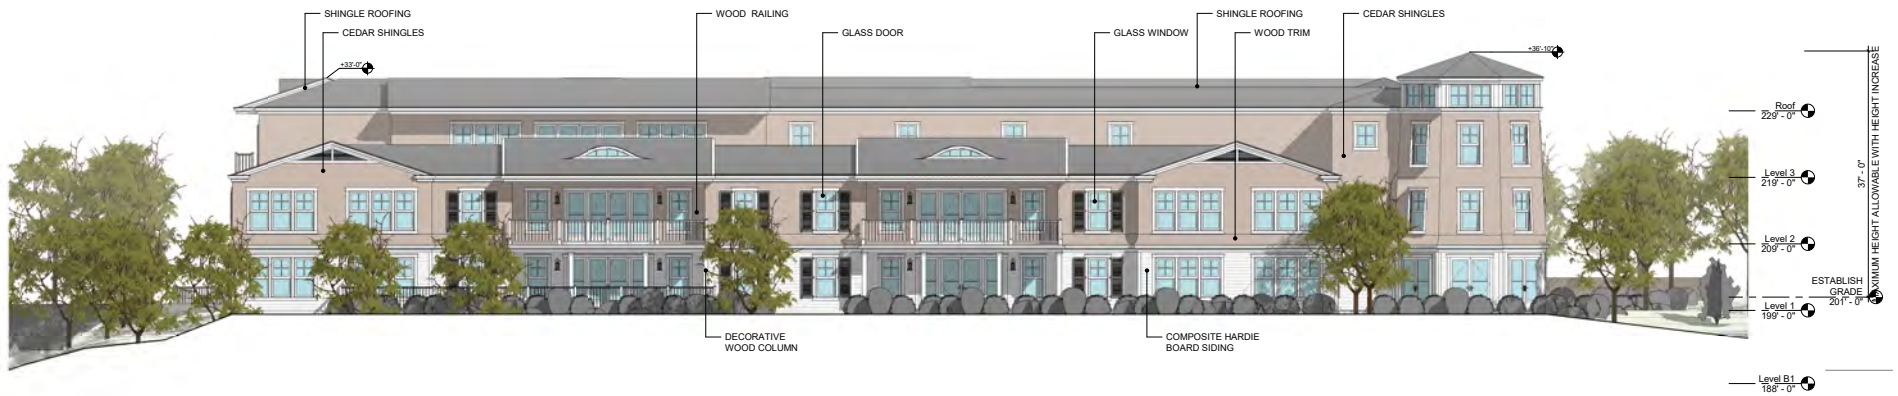 SHINGLE ROOFING
CEDAR SHINGLES
WOOD RAILING
GLASS DOOR
GLASS WINDOW
SHINGLE ROOFING
WOOD TRIM
CEDAR SHINGLES
+33'-0"
+36'-10"
Roof
229' - 0"
Level 3
219' - 0"
Level 2
209' - 0"
ESTABLISH
GRADE
201' - 0"
Level 1
199' - 0"
Level B1
188' - 0"
37' - 0"
MAXIMUM HEIGHT ALLOWABLE WITH HEIGHT INCREASE
DECORATIVE
WOOD COLUMN
COMPOSITE HARDIE
BOARD SIDING